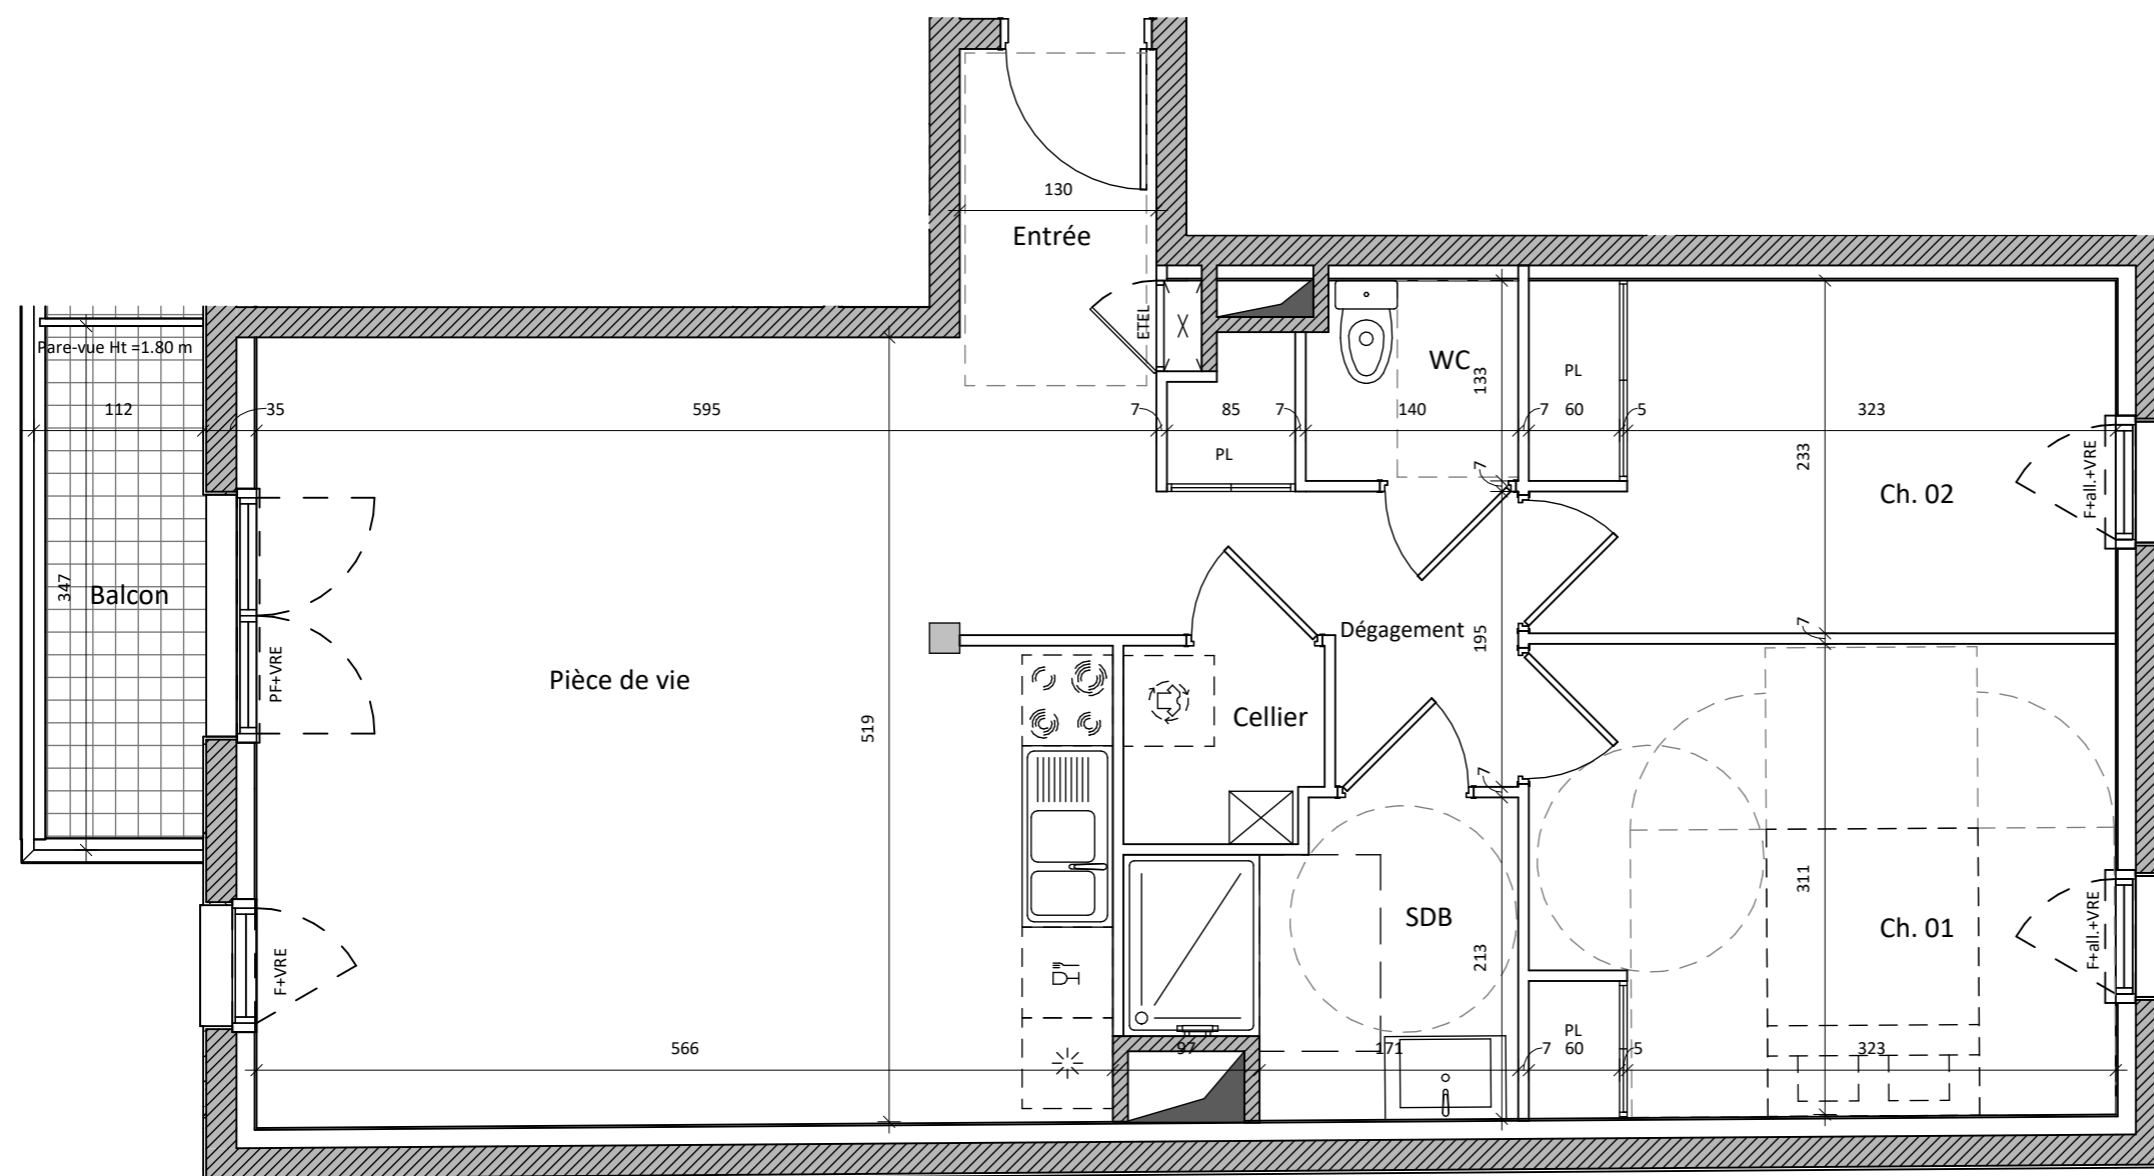 130
Entrée
ETEL
Pare-vue Ht =1.80 m
WC
133
PL
112
35
595
7
85
7
140
7
60
5
323
PL
7
233
F+all.+VRE
Ch. 02
347
Balcon
PF+VRE
Pièce de vie
519
Dégagement
195
7
Cellier
7
311
SDB
213
Ch. 01
F+all.+VRE
F+VRE
PL
566
97
171
7
60
5
323